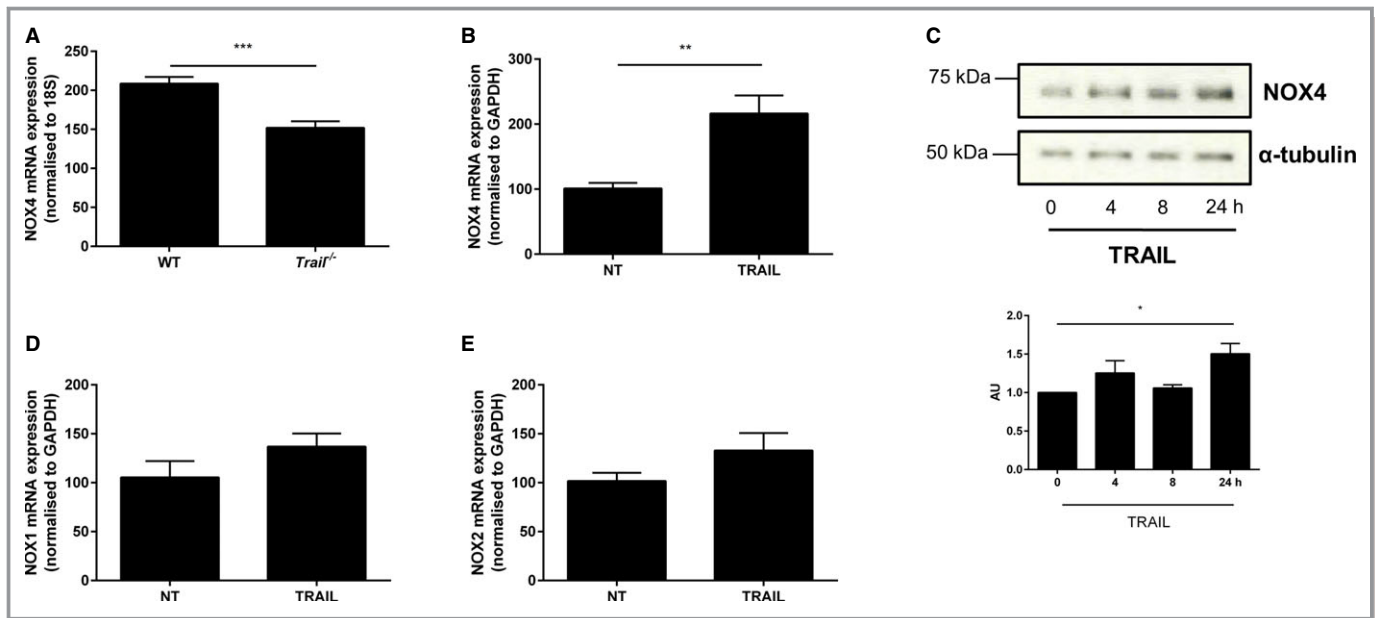 A
NOX4 mRNA expression
(normalised to 18S)
250
200
150
100
50
0
***
WT
Trail-/-
B
NOX4 mRNA expression
(normalised to GAPDH)
300
200
100
0
**
NT
TRAIL
C
75 kDa
NOX4
50 kDa
α-tubulin
0 4 8 24 h
TRAIL
AU
2.0
1.5
1.0
0.5
0.0
*
0 4 8 24 h
TRAIL
D
NOX1 mRNA expression
(normalised to GAPDH)
200
150
100
50
0
NT
TRAIL
E
NOX2 mRNA expression
(normalised to GAPDH)
200
150
100
50
0
NT
TRAIL